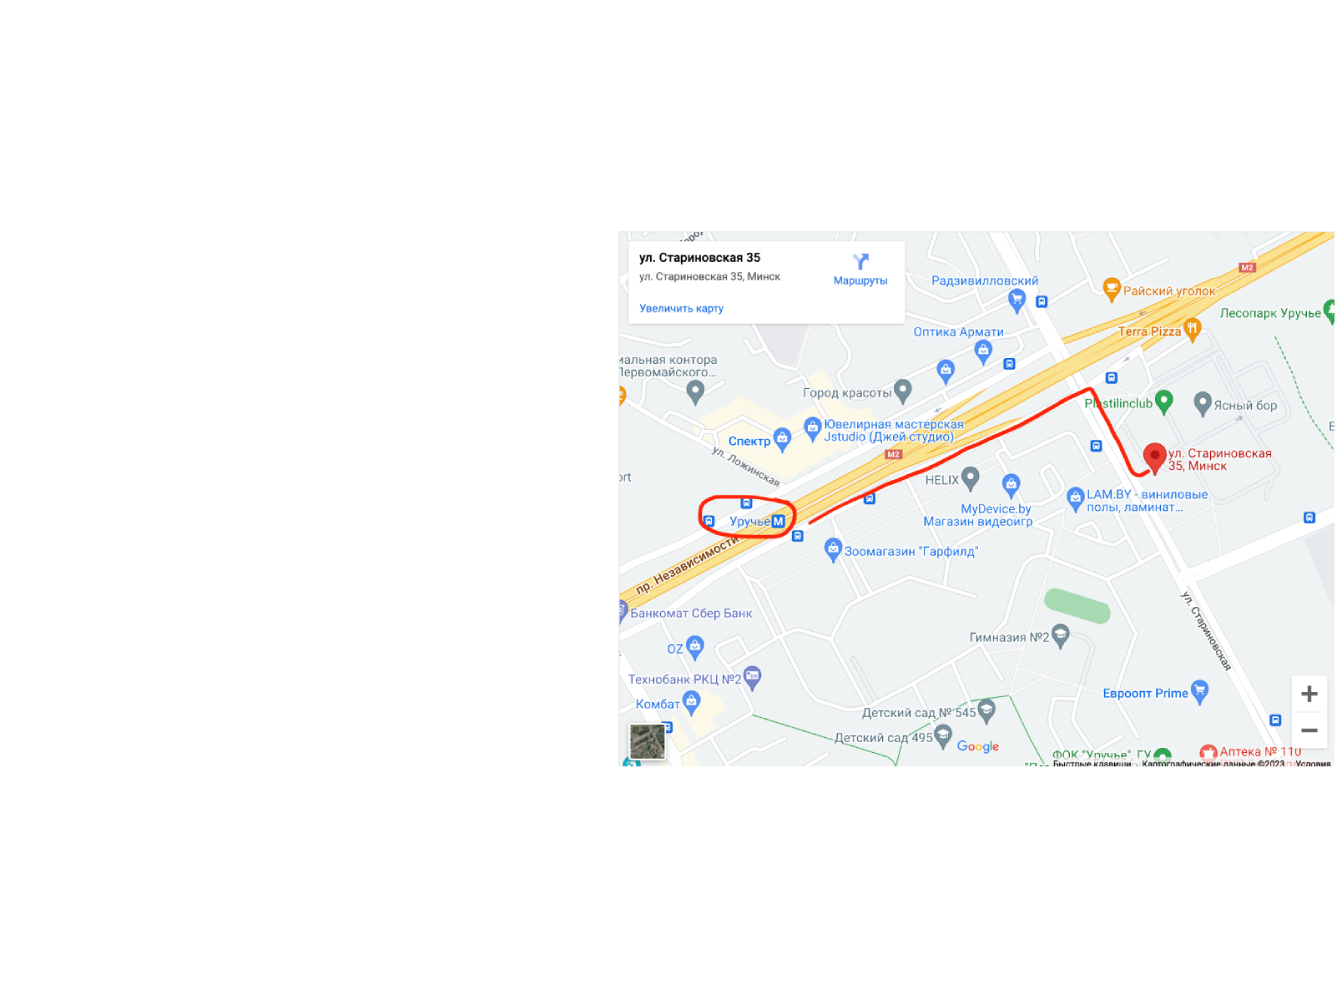 ул. Стариновская 35
ул. Стариновская 35, Минск
Маршруты
Увеличить карту
M2
Радзивилловский
Райский уголок
Лесопарк Уручье
Terra Pizza
Оптика Армати
иальная контора
Первомайского...
Город красоты
Plastilinclub
Ясный бор
Ювелирная мастерская
Jstudio (Джей студио)
Спектр
ул. Ложинская
M2
ул. Стариновская
35, Минск
ort
HELIX
LAM.BY - виниловые
полы, ламинат...
MyDevice.by
Магазин видеоигр
Уручье M
Зоомагазин "Гарфилд"
пр. Независимости
Банкомат Сбер Банк
Гимназия №2
ул. Стариновская
OZ
Технобанк РКЦ №2
Евроопт Prime
Комбат
Детский сад № 545
Детский сад 495
Google
ФОК "Уручье", ГУ
Аптека № 110
Быстрые клавиши
Картографические данные ©2023
Условия